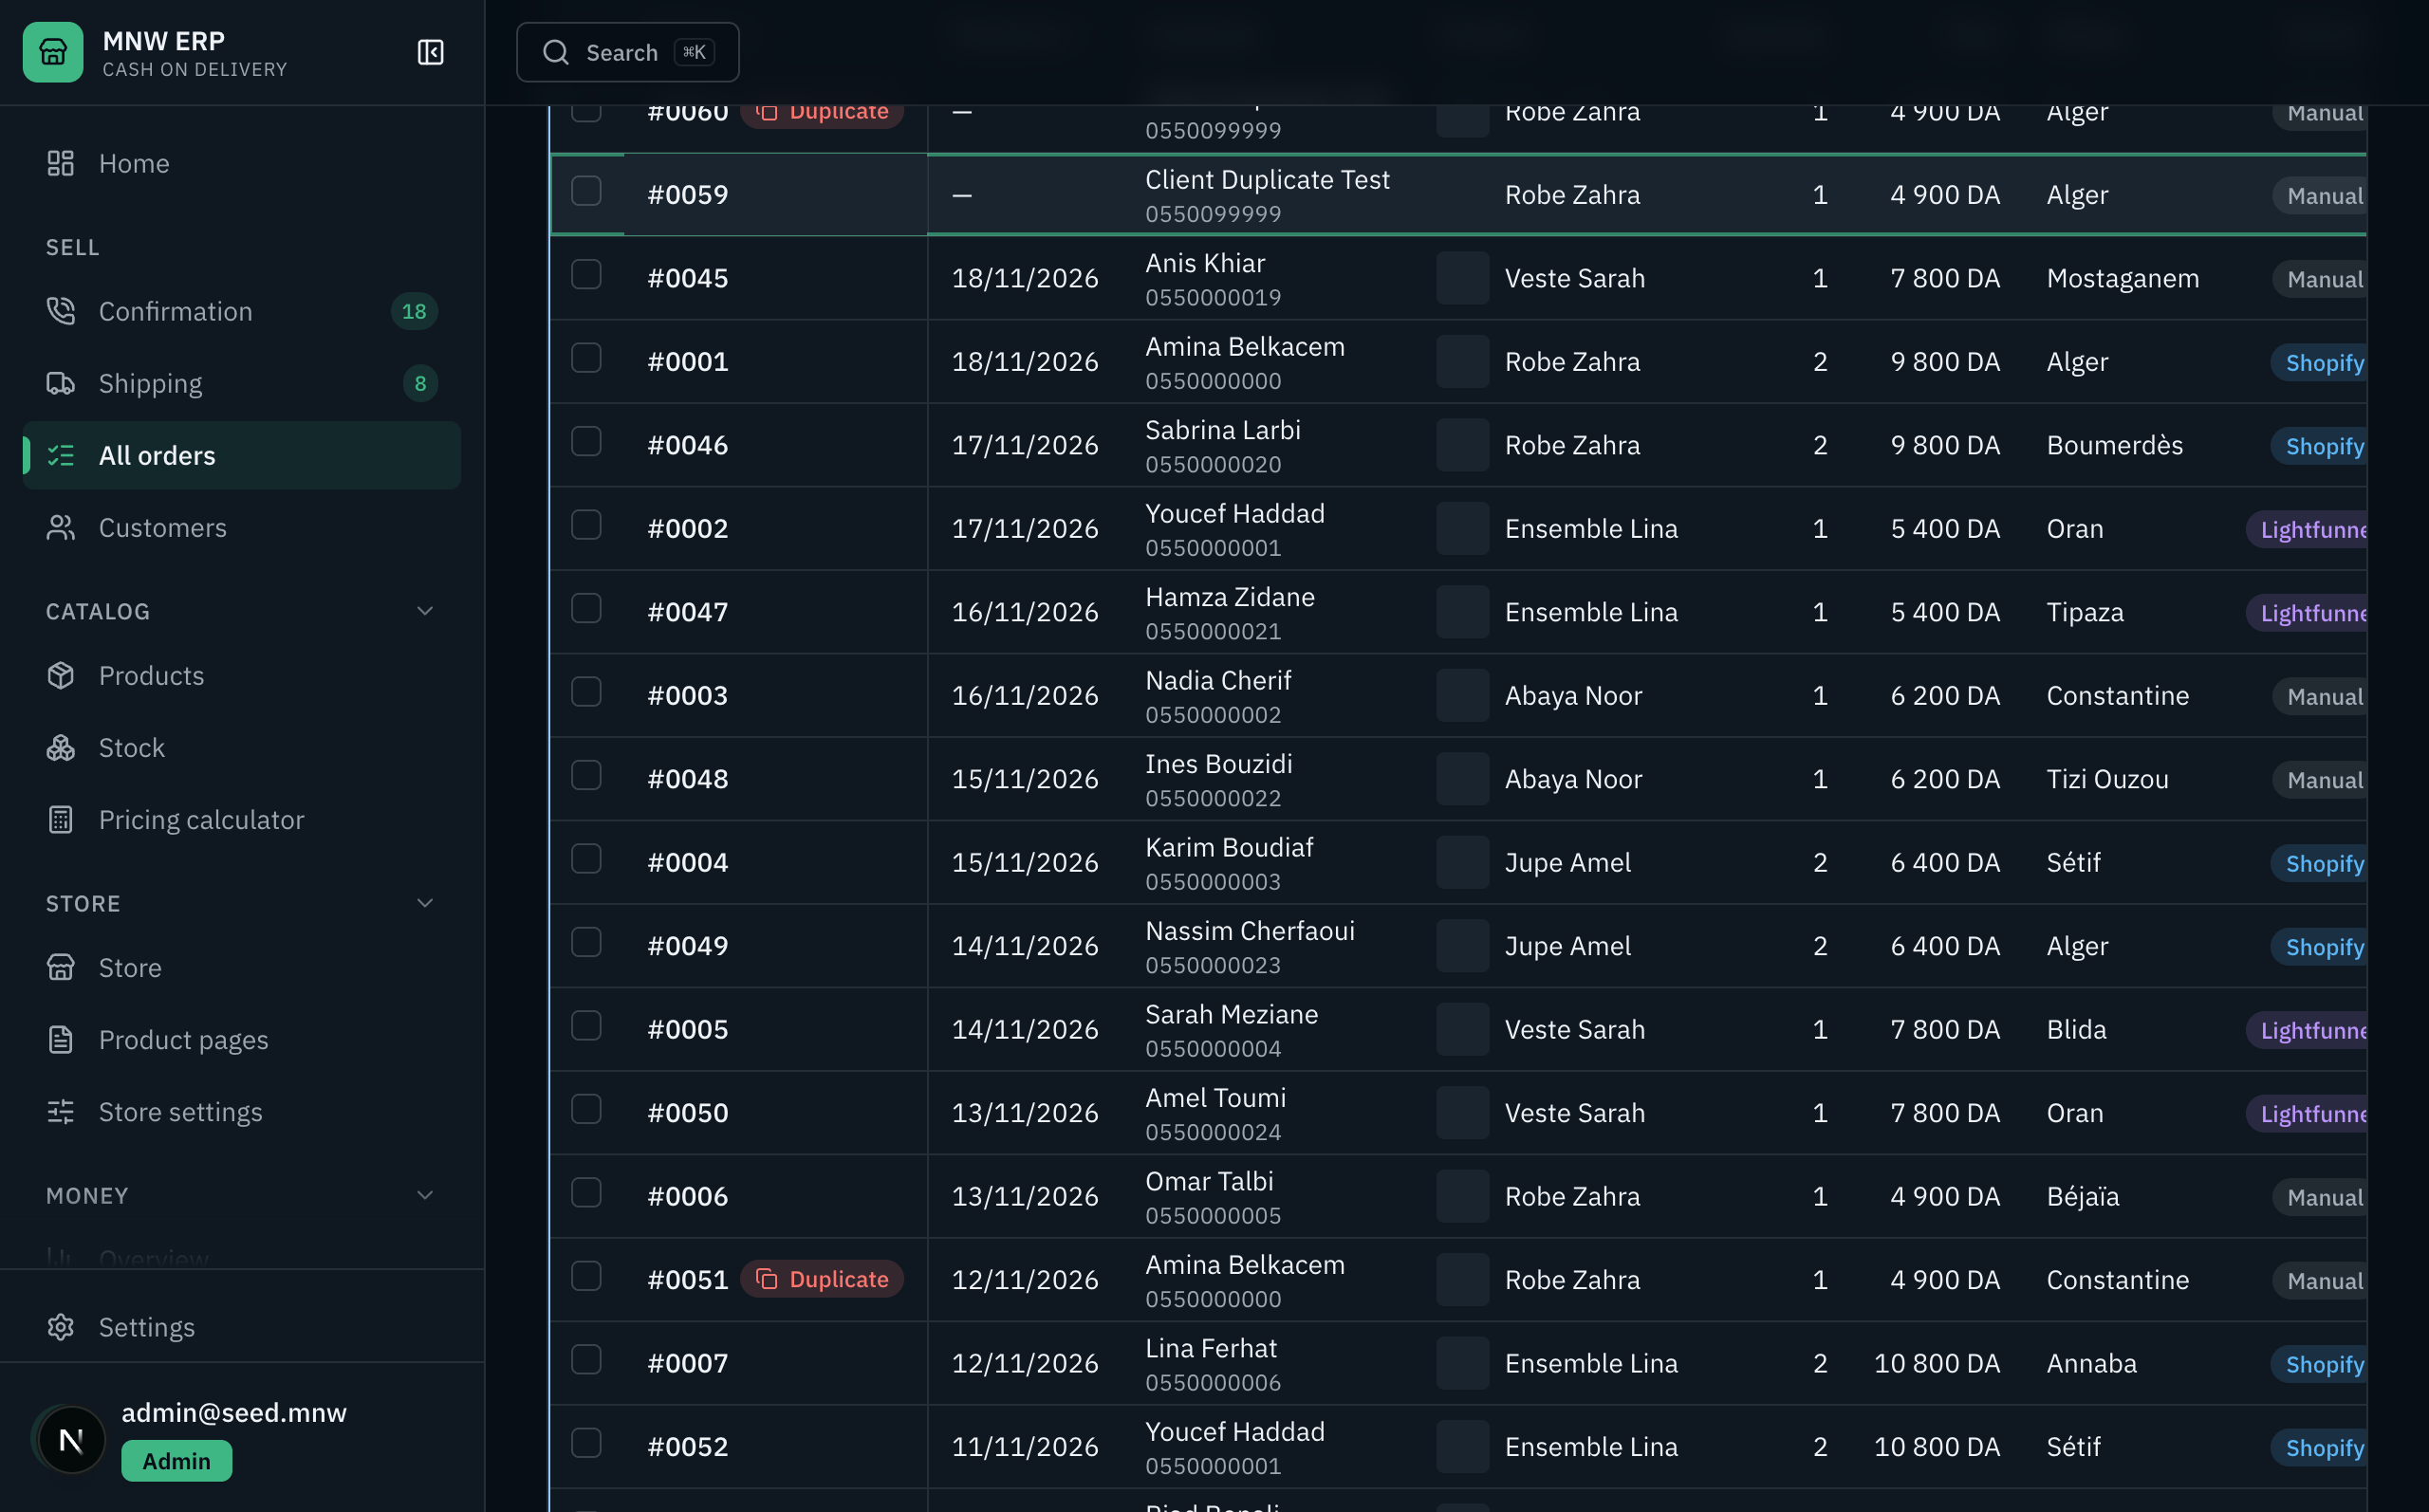 MNW ERP
CASH ON DELIVERY
Search ⌘K
Home
SELL
Confirmation 18
Shipping 8
All orders
Customers
CATALOG
Products
Stock
Pricing calculator
STORE
Store
Product pages
Store settings
MONEY
Overview
Settings
admin@seed.mnw
Admin
#0060 Duplicate — 0550099999 Robe Zahra 1 4 900 DA Alger Manual
#0059 — Client Duplicate Test Robe Zahra 1 4 900 DA Alger Manual
0550099999
#0045 18/11/2026 Anis Khiar Veste Sarah 1 7 800 DA Mostaganem Manual
0550000019
#0001 18/11/2026 Amina Belkacem Robe Zahra 2 9 800 DA Alger Shopify
0550000000
#0046 17/11/2026 Sabrina Larbi Robe Zahra 2 9 800 DA Boumerdès Shopify
0550000020
#0002 17/11/2026 Youcef Haddad Ensemble Lina 1 5 400 DA Oran Lightfunne
0550000001
#0047 16/11/2026 Hamza Zidane Ensemble Lina 1 5 400 DA Tipaza Lightfunne
0550000021
#0003 16/11/2026 Nadia Cherif Abaya Noor 1 6 200 DA Constantine Manual
0550000002
#0048 15/11/2026 Ines Bouzidi Abaya Noor 1 6 200 DA Tizi Ouzou Manual
0550000022
#0004 15/11/2026 Karim Boudiaf Jupe Amel 2 6 400 DA Sétif Shopify
0550000003
#0049 14/11/2026 Nassim Cherfaoui Jupe Amel 2 6 400 DA Alger Shopify
0550000023
#0005 14/11/2026 Sarah Meziane Veste Sarah 1 7 800 DA Blida Lightfunne
0550000004
#0050 13/11/2026 Amel Toumi Veste Sarah 1 7 800 DA Oran Lightfunne
0550000024
#0006 13/11/2026 Omar Talbi Robe Zahra 1 4 900 DA Béjaïa Manual
0550000005
#0051 Duplicate 12/11/2026 Amina Belkacem Robe Zahra 1 4 900 DA Constantine Manual
0550000000
#0007 12/11/2026 Lina Ferhat Ensemble Lina 2 10 800 DA Annaba Shopify
0550000006
#0052 11/11/2026 Youcef Haddad Ensemble Lina 2 10 800 DA Sétif Shopify
0550000001